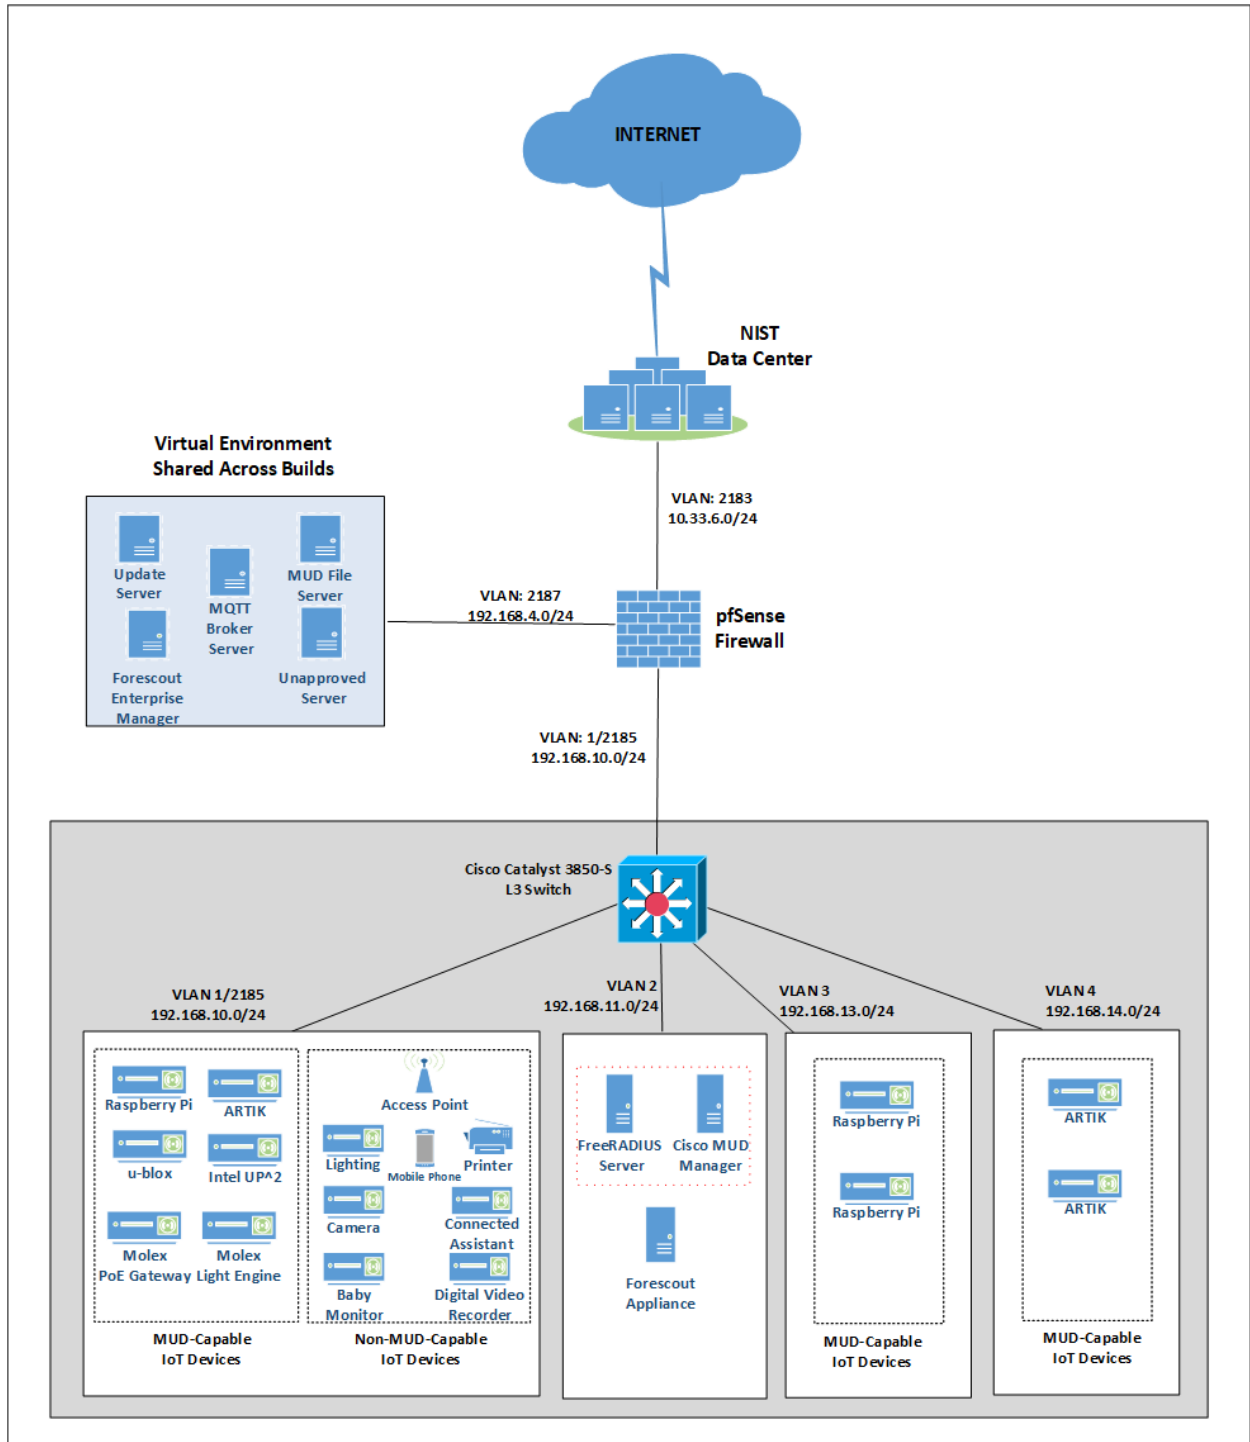 INTERNET
NIST
Data Center
Virtual Environment
Shared Across Builds
VLAN: 2183
10.33.6.0/24
Update
Server
MQTT
Broker
Server
MUD File
Server
Forescout
Enterprise
Manager
Unapproved
Server
VLAN: 2187
192.168.4.0/24
pfSense
Firewall
VLAN: 1/2185
192.168.10.0/24
Cisco Catalyst 3850-S
L3 Switch
VLAN 1/2185
192.168.10.0/24
VLAN 2
192.168.11.0/24
VLAN 3
192.168.13.0/24
VLAN 4
192.168.14.0/24
Raspberry Pi
ARTIK
u-blox
Intel UP^2
Molex
PoE Gateway
Molex
Light Engine
MUD-Capable
IoT Devices
Access Point
Lighting
Mobile Phone
Printer
Camera
Connected
Assistant
Baby
Monitor
Digital Video
Recorder
Non-MUD-Capable
IoT Devices
FreeRADIUS
Server
Cisco MUD
Manager
Forescout
Appliance
Raspberry Pi
Raspberry Pi
MUD-Capable
IoT Devices
ARTIK
ARTIK
MUD-Capable
IoT Devices